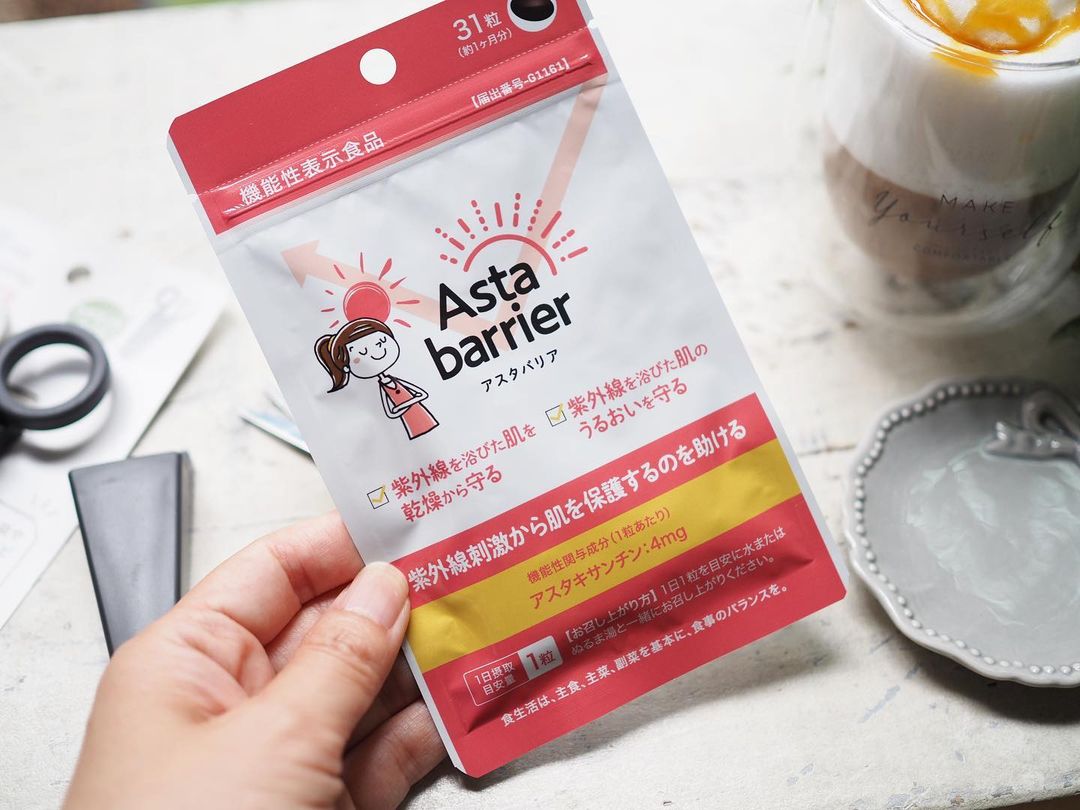 31粒
(約1ヶ月分)
【届出番号-G1161】
機能性表示食品
Asta
barrier
アスタバリア
紫外線を浴びた肌を
乾燥から守る
紫外線を浴びた肌の
うるおいを守る
紫外線刺激から肌を保護するのを助ける
機能性関与成分(1粒あたり)
アスタキサンチン:4mg
【お召し上がり方】1日1粒を目安に水または
ぬるま湯と一緒にお召し上がりください。
1日摂取
目安量
1粒
食生活は、主食、主菜、副菜を基本に、食事のバランスを。
MAKE
Yourself
COMFORTABLE